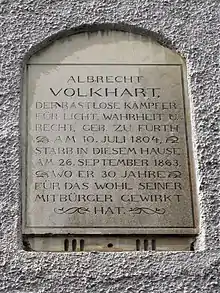 ALBRECHT
VOLKHART,
DER RASTLOSE KÄMPFER
FÜR LICHT, WAHRHEIT U.
RECHT, GEB. ZU FÜRTH
AM 10. JULI 1804,
STARB IN DIESEM HAUSE
AM 26. SEPTEMBER 1863,
WO ER 30 JAHRE
FÜR DAS WOHL SEINER
MITBÜRGER GEWIRKT
HAT.